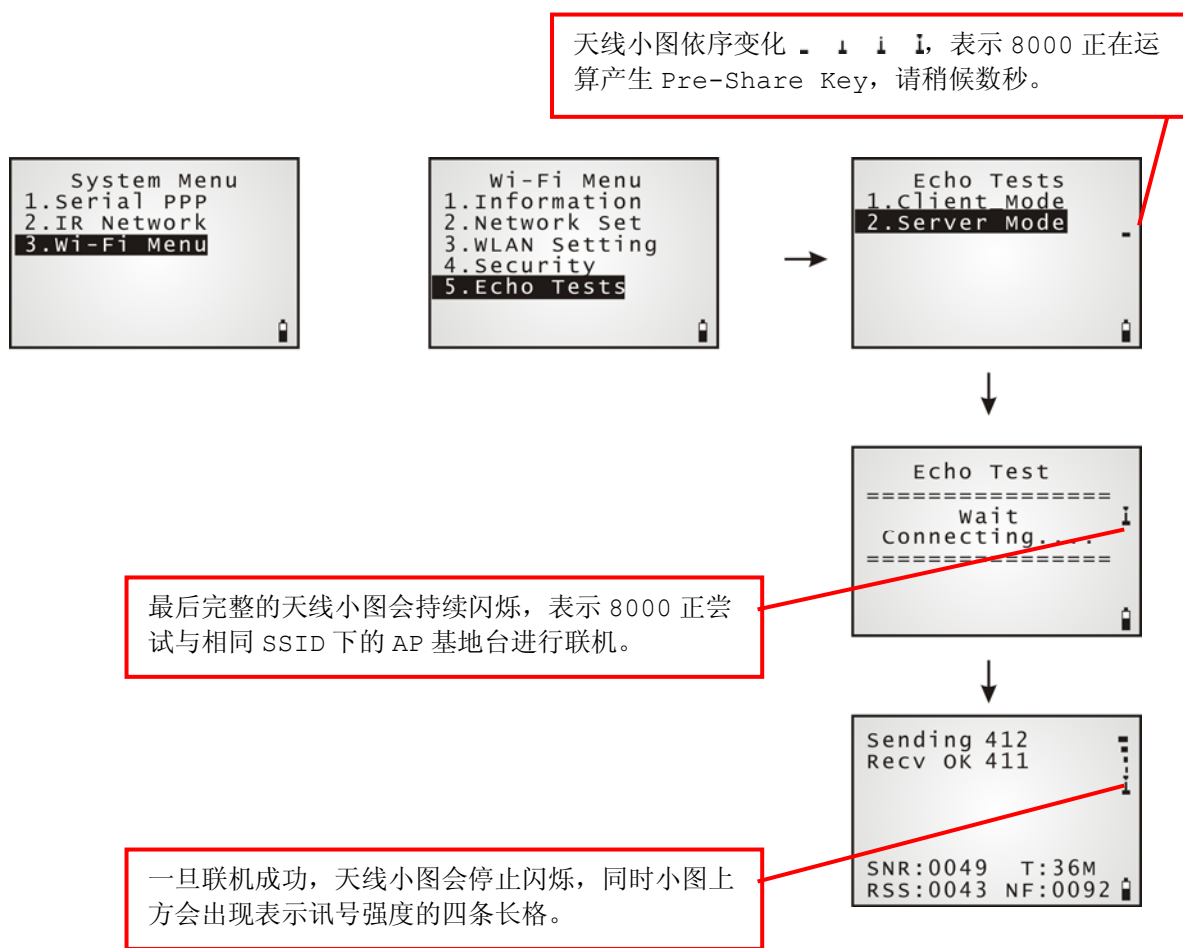 天线小图依序变化 ，表示 8000 正在运
算产生 Pre-Share Key，请稍候数秒。
System Menu
1.Serial PPP
2.IR Network
3.Wi-Fi Menu
Wi-Fi Menu
1.Information
2.Network Set
3.WLAN Setting
4.Security
5.Echo Tests
Echo Tests
1.Client Mode
2.Server Mode
Echo Test
================
Wait
Connecting....
================
最后完整的天线小图会持续闪烁，表示 8000 正尝
试与相同 SSID 下的 AP 基地台进行联机。
Sending 412
Recv OK 411
SNR:0049 T:36M
RSS:0043 NF:0092
一旦联机成功，天线小图会停止闪烁，同时小图上
方会出现表示讯号强度的四条长格。